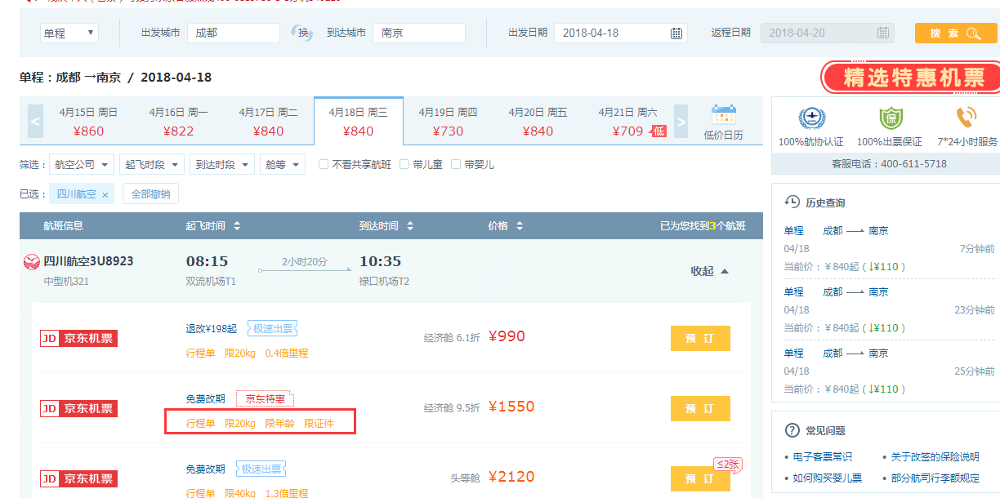 单程 出发城市 成都 换 到达城市 南京 出发日期 2018-04-18 返程日期 2018-04-20 搜 索
单程：成都 →南京 / 2018-04-18
精选特惠机票
< 4月15日 周日 4月16日 周一 4月17日 周二 4月18日 周三 4月19日 周四 4月20日 周五 4月21日 周六 >
¥860 ¥822 ¥840 ¥840 ¥730 ¥840 ¥709 低 低价日历
筛选： 航空公司 起飞时段 到达时段 舱等 不看共享航班 带儿童 带婴儿
已选： 四川航空 × 全部撤销
航班信息 起飞时间 到达时间 价格 已为您找到3个航班
四川航空3U8923 08:15 2小时20分 10:35 收起
中型机321 双流机场T1 禄口机场T2
JD 京东机票 退改¥198起 极速出票 经济舱 6.1折 ¥990 预 订
行程单 限20kg 0.4倍里程
JD 京东机票 免费改期 京东特惠 经济舱 9.5折 ¥1550 预 订
行程单 限20kg 限年龄 限证件
JD 京东机票 免费改期 极速出票 头等舱 ¥2120 预 订 ≤2张
行程单 限40kg 1.3倍里程
保
100%航协认证 100%出票保证 7*24小时服务
客服电话：400-611-5718
历史查询
单程 成都 → 南京
04/18 7分钟前
当前价：￥840起 ( ↓¥110 )
单程 成都 → 南京
04/18 23分钟前
当前价：￥840起 ( ↓¥110 )
单程 成都 → 南京
04/18 25分钟前
当前价：￥840起 ( ↓¥110 )
? 常见问题
• 电子客票常识 • 关于改签的保险说明
• 如何购买婴儿票 • 部分航司行李额规定